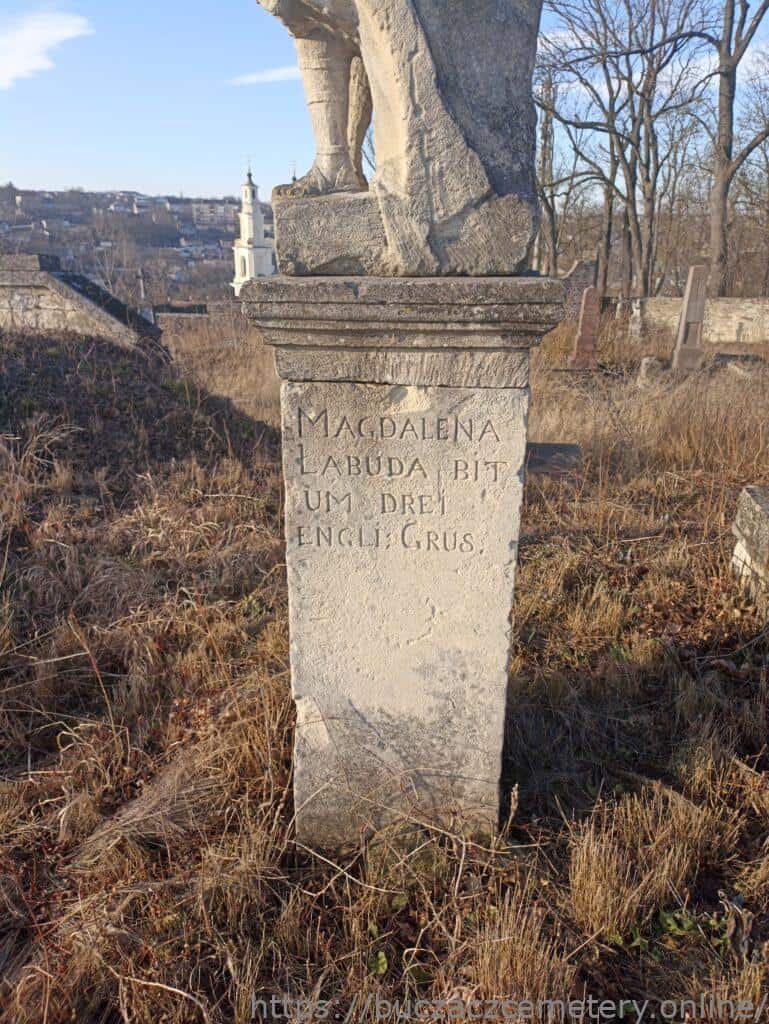 MAGDALENA
LABUDA, BIT
UM DREI
ENGLI: GRUS.
https://buczaczcemetery.online/